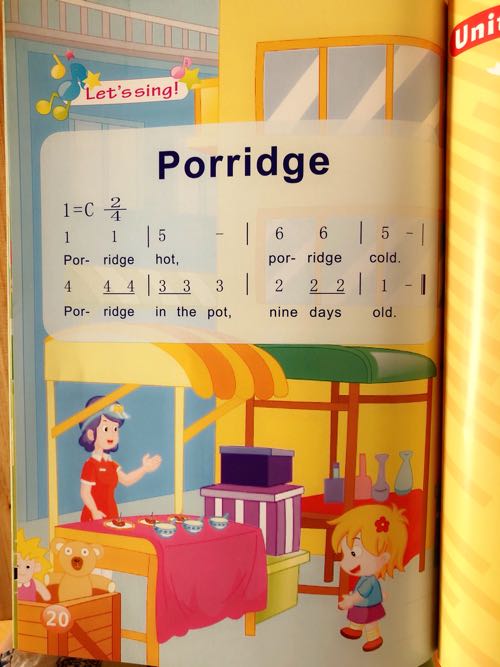 Let's sing!
Porridge
1=C 2/4
1 1 | 5 - | 6 6 | 5 - |
Por- ridge hot, por- ridge cold.
4 4 4 | 3 3 3 | 2 2 2 | 1 - ‖
Por- ridge in the pot, nine days old.
20
Unit